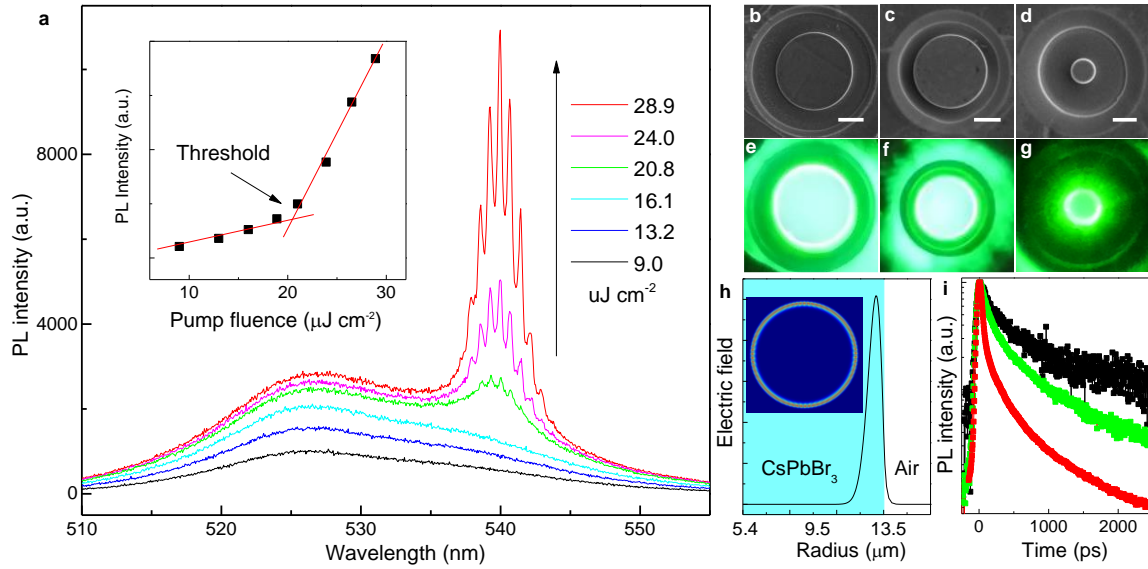 a
PL intensity (a.u.)
8000
4000
0
510
520
530
540
550
Wavelength (nm)
PL Intensity (a.u.)
Threshold
10
20
30
Pump fluence (μJ cm-2)
28.9
24.0
20.8
16.1
13.2
9.0
uJ cm-2
b
c
d
e
f
g
h
Electric field
CsPbBr3
Air
5.4
9.5
13.5
Radius (μm)
i
PL intensity (a.u.)
0
1000
2000
Time (ps)